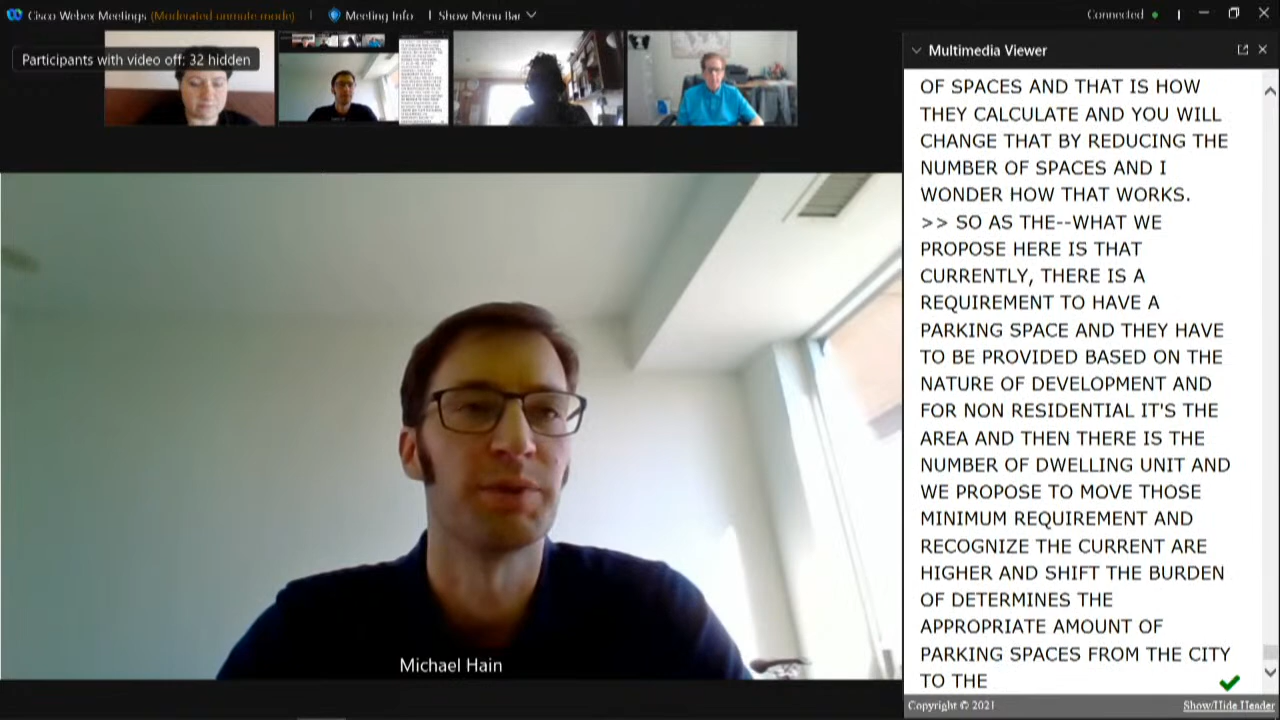 Cisco Webex Meetings (Moderated unmute mode) Meeting Info Show Menu Bar Connected
Participants with video off: 32 hidden
Multimedia Viewer
OF SPACES AND THAT IS HOW
THEY CALCULATE AND YOU WILL
CHANGE THAT BY REDUCING THE
NUMBER OF SPACES AND I
WONDER HOW THAT WORKS.
>> SO AS THE--WHAT WE
PROPOSE HERE IS THAT
CURRENTLY, THERE IS A
REQUIREMENT TO HAVE A
PARKING SPACE AND THEY HAVE
TO BE PROVIDED BASED ON THE
NATURE OF DEVELOPMENT AND
FOR NON RESIDENTIAL IT'S THE
AREA AND THEN THERE IS THE
NUMBER OF DWELLING UNIT AND
WE PROPOSE TO MOVE THOSE
MINIMUM REQUIREMENT AND
RECOGNIZE THE CURRENT ARE
HIGHER AND SHIFT THE BURDEN
OF DETERMINES THE
APPROPRIATE AMOUNT OF
PARKING SPACES FROM THE CITY
TO THE
Michael Hain
Copyright © 2021 Show/Hide Header